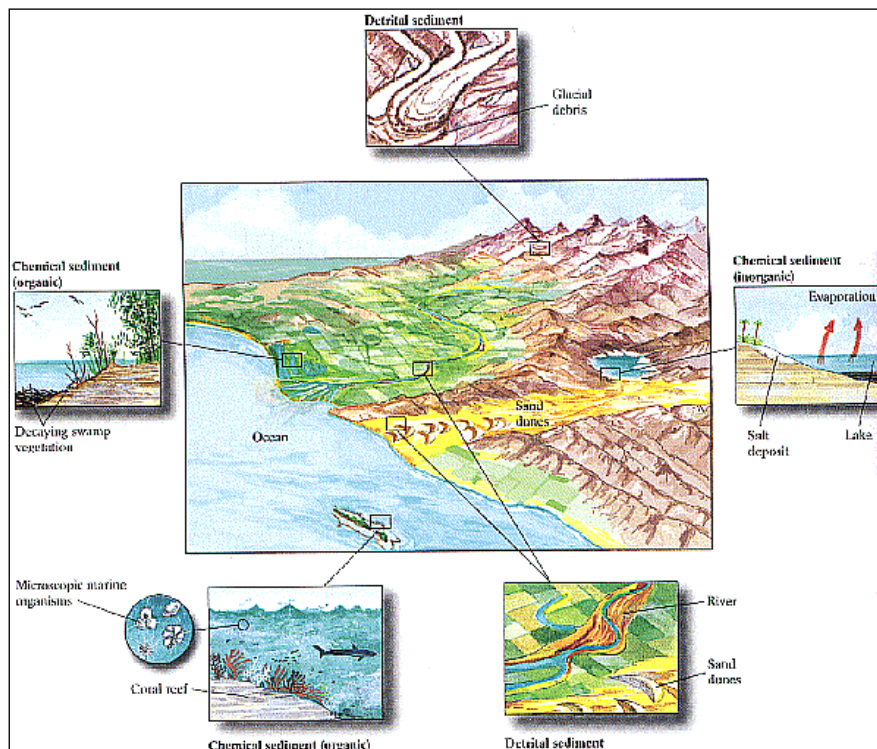 Detrital sediment
Glacial
debris
Chemical sediment
(organic)
Decaying swamp
vegetation
Chemical sediment
(inorganic)
Evaporation
Salt
deposit
Lake
Sand
dunes
Ocean
Microscopic marine
organisms
Coral reef
Chemical sediment (organic)
River
Sand
dunes
Detrital sediment